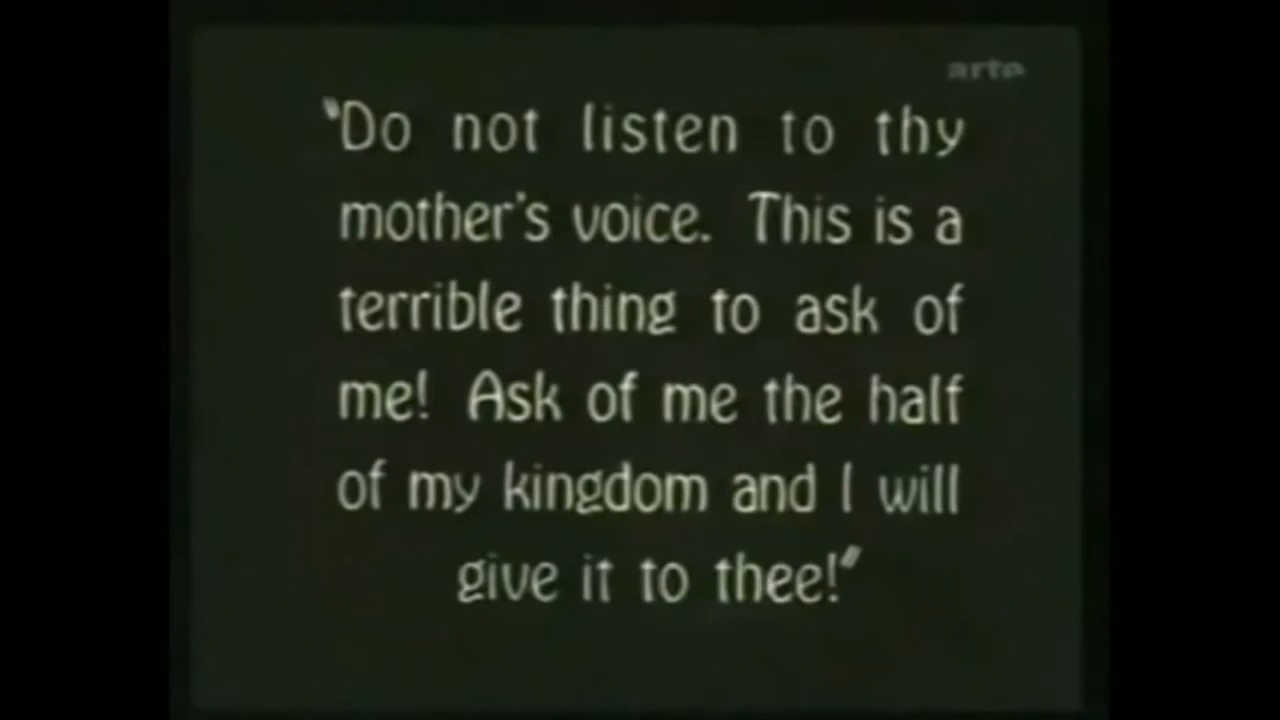 arte
"Do not listen to thy
mother's voice. This is a
terrible thing to ask of
me! Ask of me the half
of my kingdom and I will
give it to thee!"